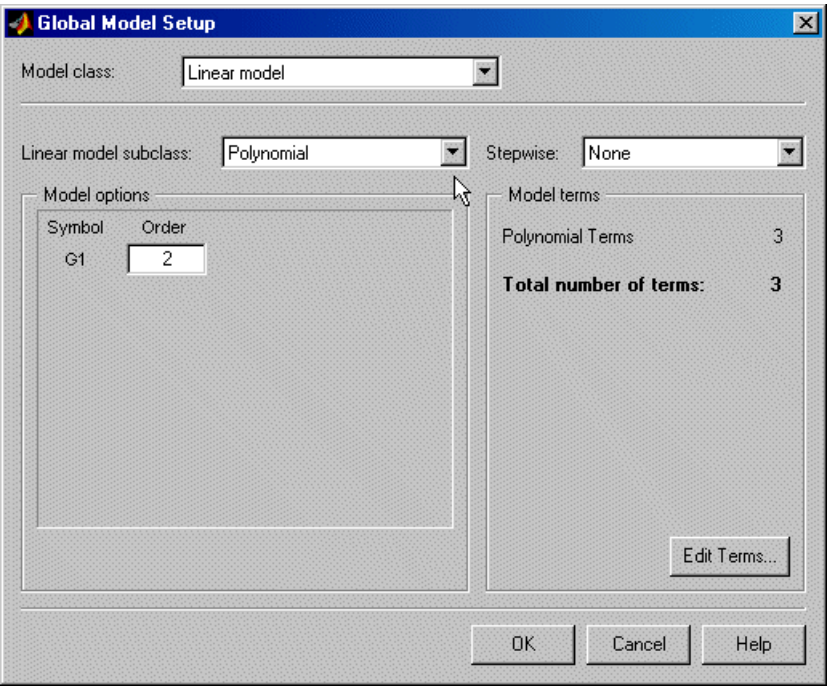 Global Model Setup
Model class: Linear model
Linear model subclass: Polynomial Stepwise: None
Model options
Symbol Order
G1 2
Model terms
Polynomial Terms 3
Total number of terms: 3
Edit Terms...
OK Cancel Help